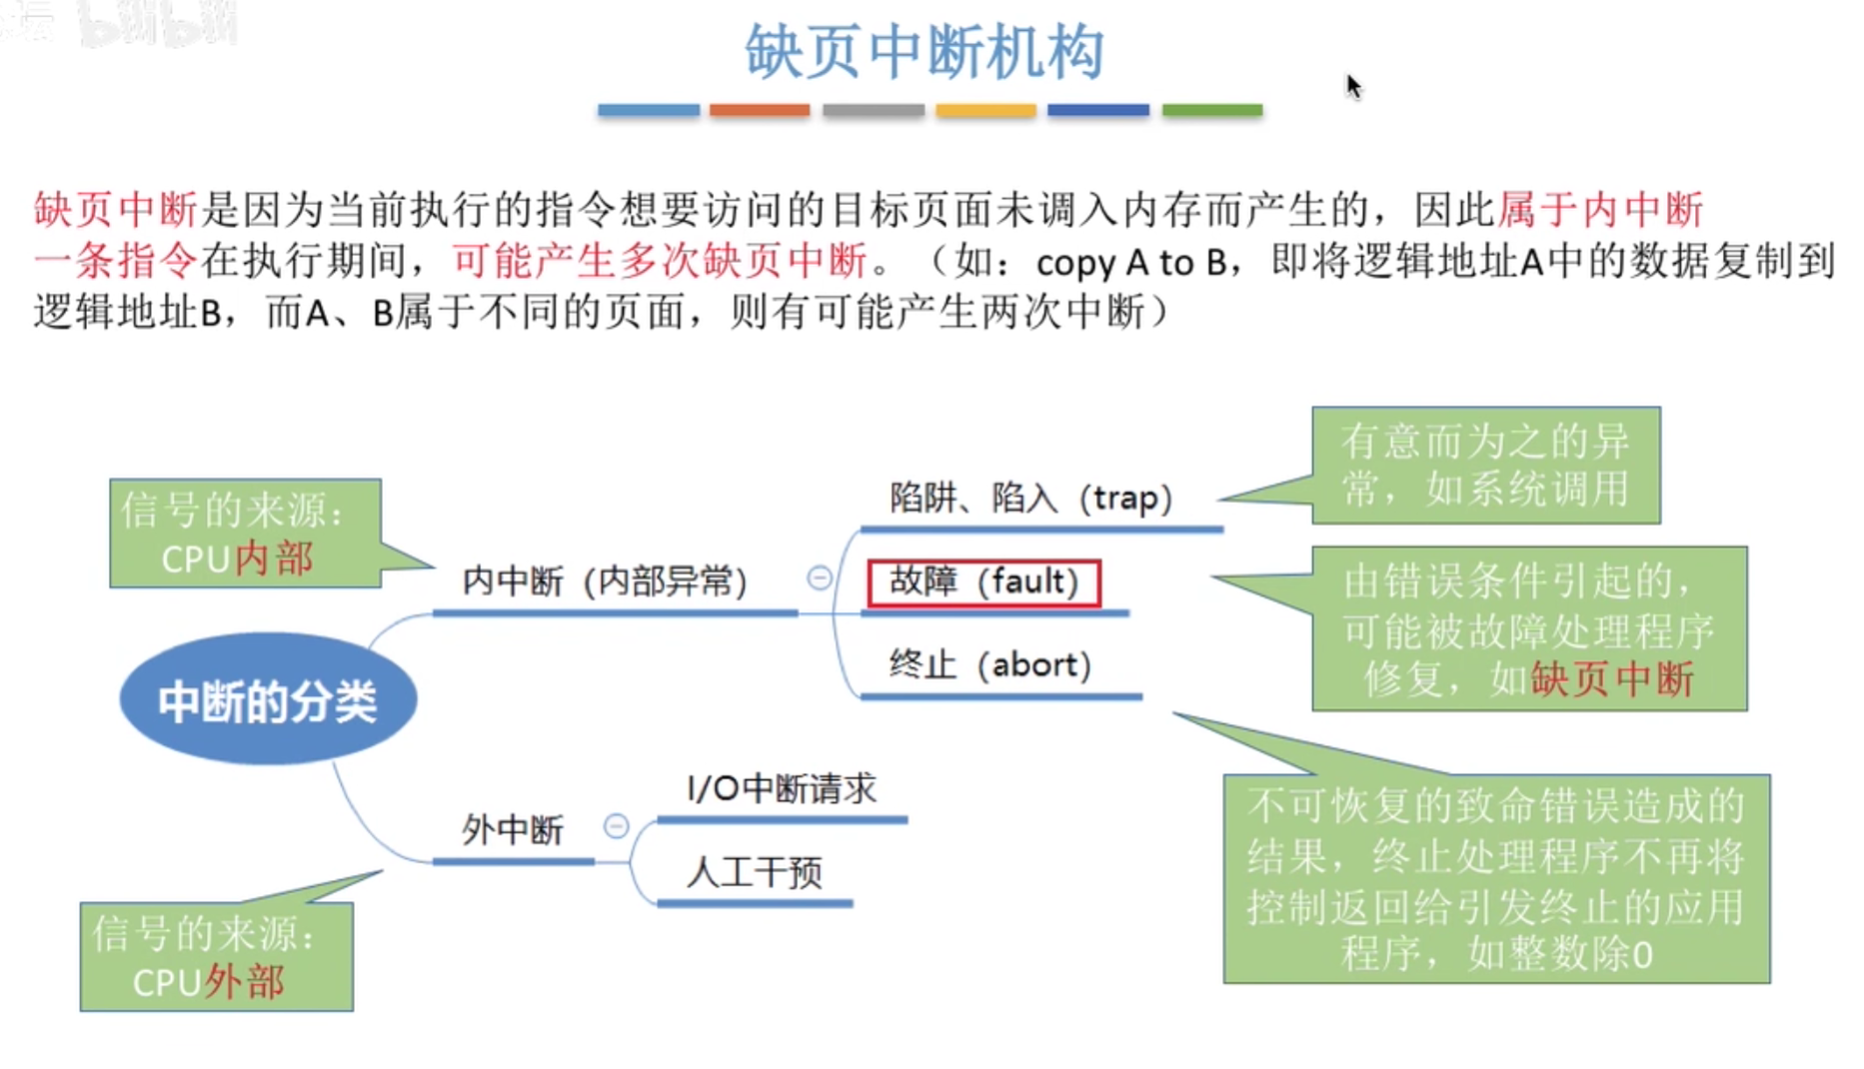 bilibili
缺页中断机构
缺页中断是因为当前执行的指令想要访问的目标页面未调入内存而产生的，因此属于内中断
一条指令在执行期间，可能产生多次缺页中断。（如：copy A to B，即将逻辑地址A中的数据复制到
逻辑地址B，而A、B属于不同的页面，则有可能产生两次中断）
信号的来源：
CPU内部
中断的分类
内中断（内部异常）
陷阱、陷入（trap）
有意而为之的异
常，如系统调用
故障（fault）
由错误条件引起的，
可能被故障处理程序
修复，如缺页中断
终止（abort）
不可恢复的致命错误造成的
结果，终止处理程序不再将
控制返回给引发终止的应用
程序，如整数除0
外中断
I/O中断请求
人工干预
信号的来源：
CPU外部